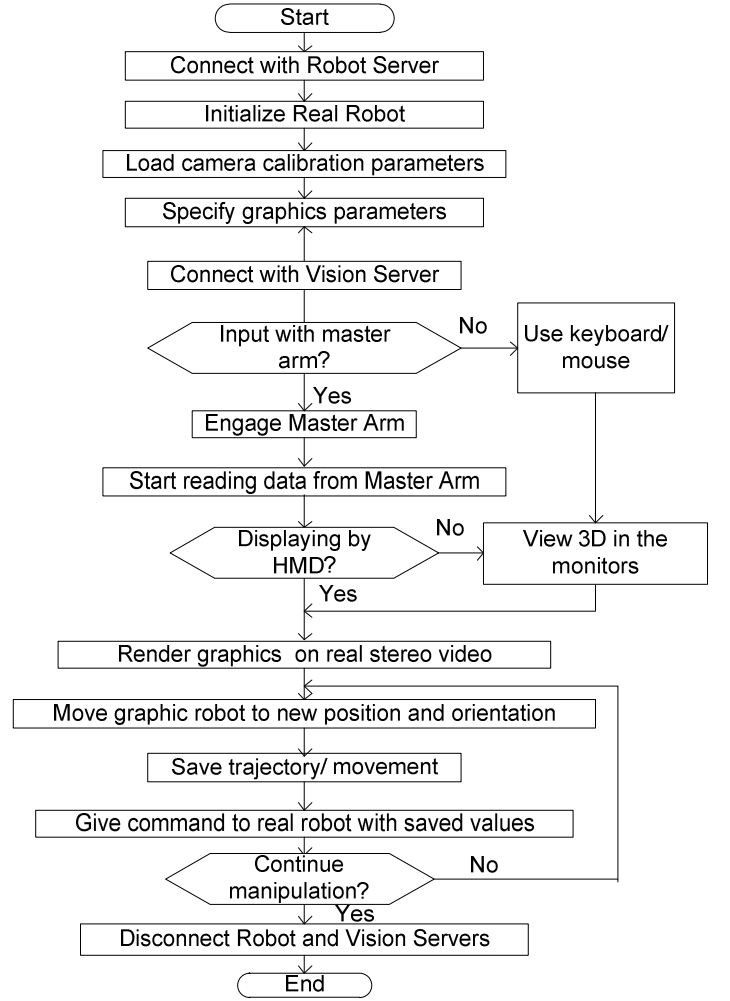 Start
Connect with Robot Server
Initialize Real Robot
Load camera calibration parameters
Specify graphics parameters
Connect with Vision Server
Input with master
arm?
No
Use keyboard/
mouse
Yes
Engage Master Arm
Start reading data from Master Arm
Displaying by
HMD?
No
View 3D in the
monitors
Yes
Render graphics on real stereo video
Move graphic robot to new position and orientation
Save trajectory/ movement
Give command to real robot with saved values
Continue
manipulation?
No
Yes
Disconnect Robot and Vision Servers
End